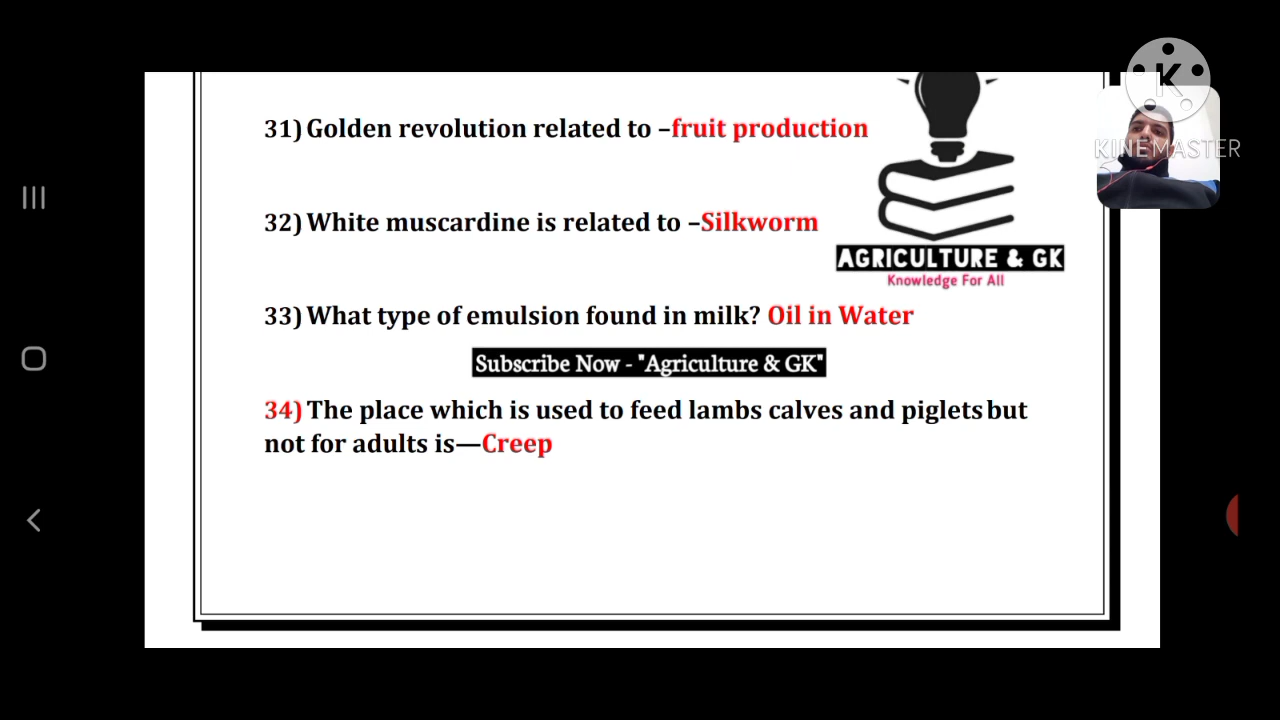 K
KINEMASTER
31) Golden revolution related to –fruit production
32) White muscardine is related to –Silkworm
AGRICULTURE & GK
Knowledge For All
33) What type of emulsion found in milk? Oil in Water
Subscribe Now - "Agriculture & GK"
34) The place which is used to feed lambs calves and piglets but
not for adults is—Creep